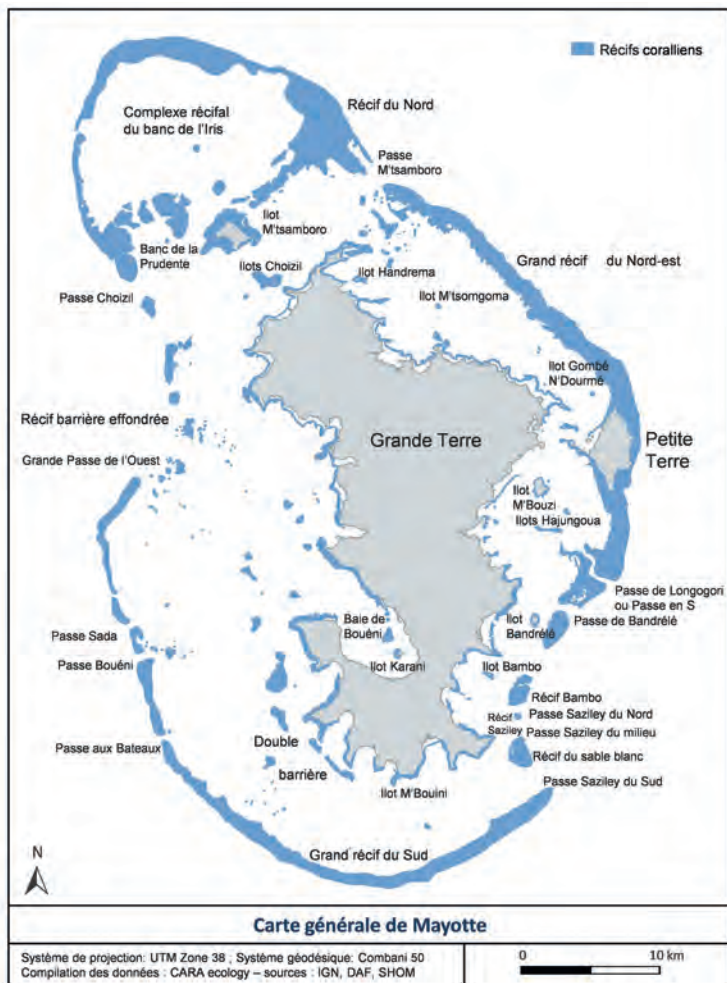 Récifs coralliens
Complexe récifal
du banc de l'Iris
Récif du Nord
Passe
M'tsamboro
Ilot
M'tsamboro
Banc de la
Prudente
Ilots Choizil
Ilot Handrema
Grand récif du Nord-est
Passe Choizil
Ilot M'tsomgoma
Ilot Gombé
N'Dourmé
Récif barrière effondrée
Grande Terre
Petite
Terre
Grande Passe de l'Ouest
Ilot
M'Bouzi
Ilots Hajungoua
Passe de Longogori
ou Passe en S
Passe de Bandrélé
Ilot
Bandrélé
Baie de
Bouéni
Passe Sada
Passe Bouéni
Ilot Karani
Ilot Bambo
Récif Bambo
Récif
Saziley
Passe Saziley du Nord
Passe Saziley du milieu
Passe aux Bateaux
Double
barrière
Récif du sable blanc
Passe Saziley du Sud
Ilot M'Bouini
Grand récif du Sud
N
Carte générale de Mayotte
Système de projection: UTM Zone 38 ; Système géodésique: Combani 50
Compilation des données : CARA ecology – sources : IGN, DAF, SHOM
0 10 km